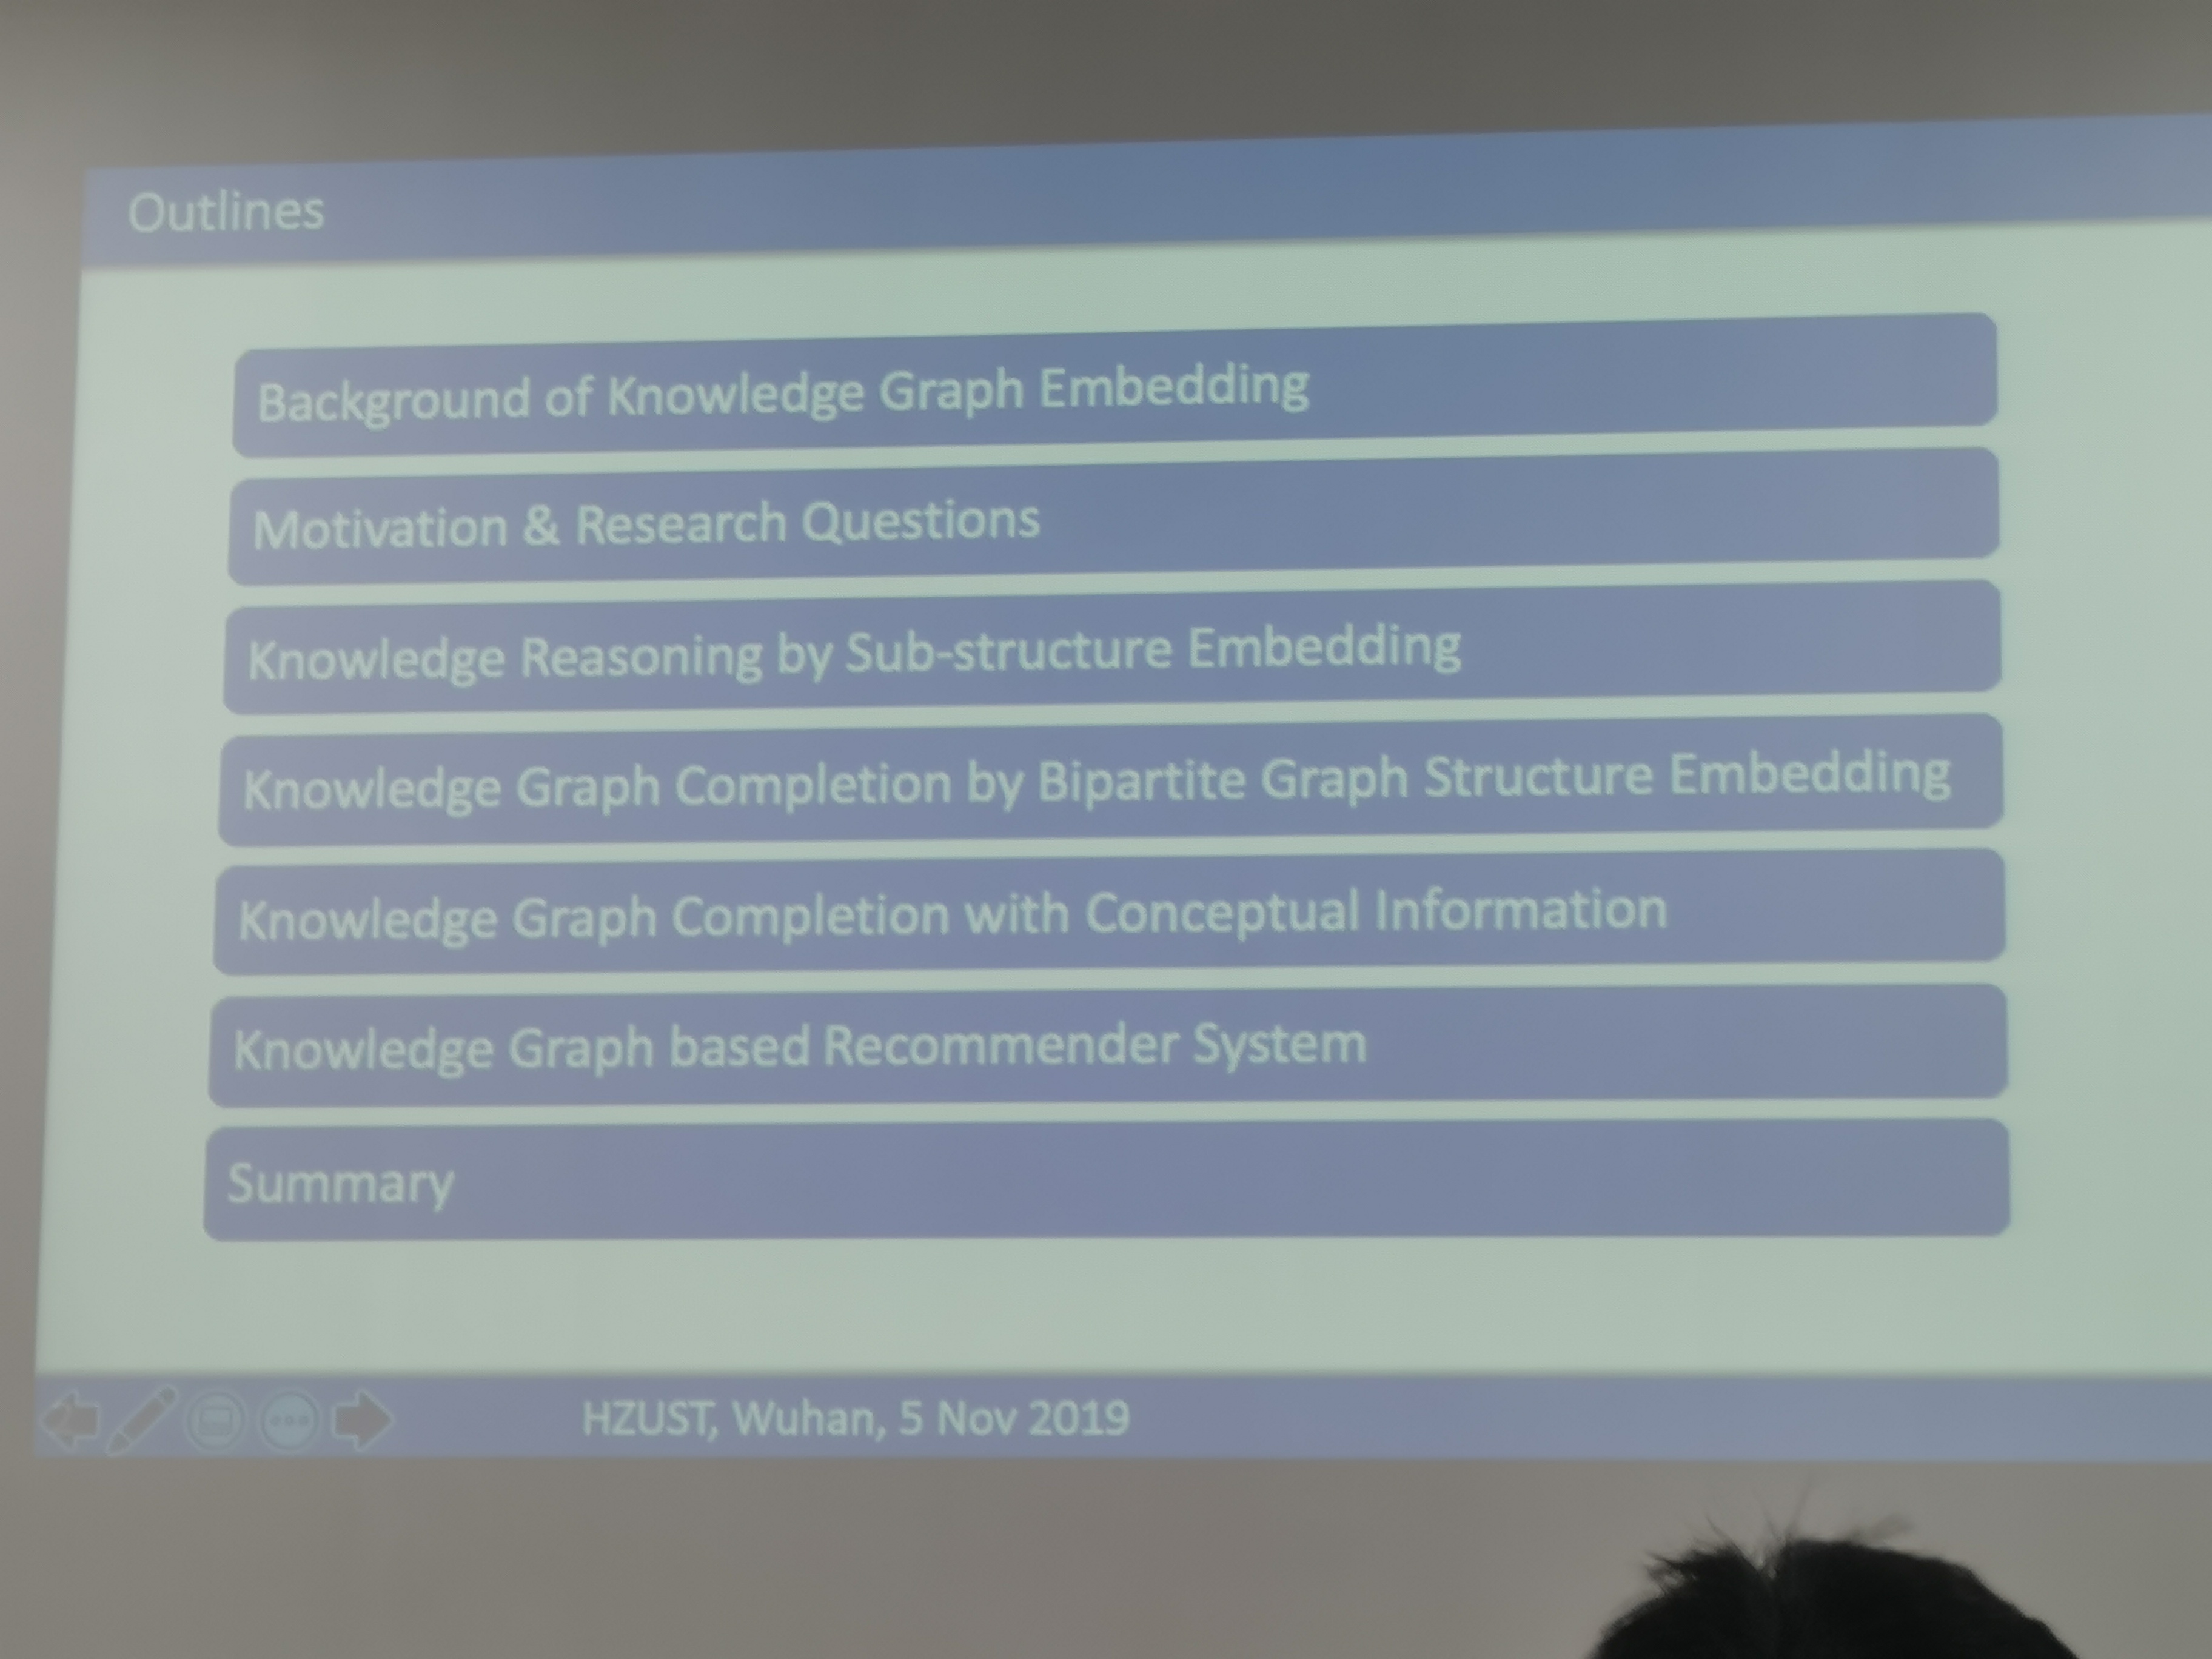 Outlines
Background of Knowledge Graph Embedding
Motivation & Research Questions
Knowledge Reasoning by Sub-structure Embedding
Knowledge Graph Completion by Bipartite Graph Structure Embedding
Knowledge Graph Completion with Conceptual Information
Knowledge Graph based Recommender System
Summary
HZUST, Wuhan, 5 Nov 2019